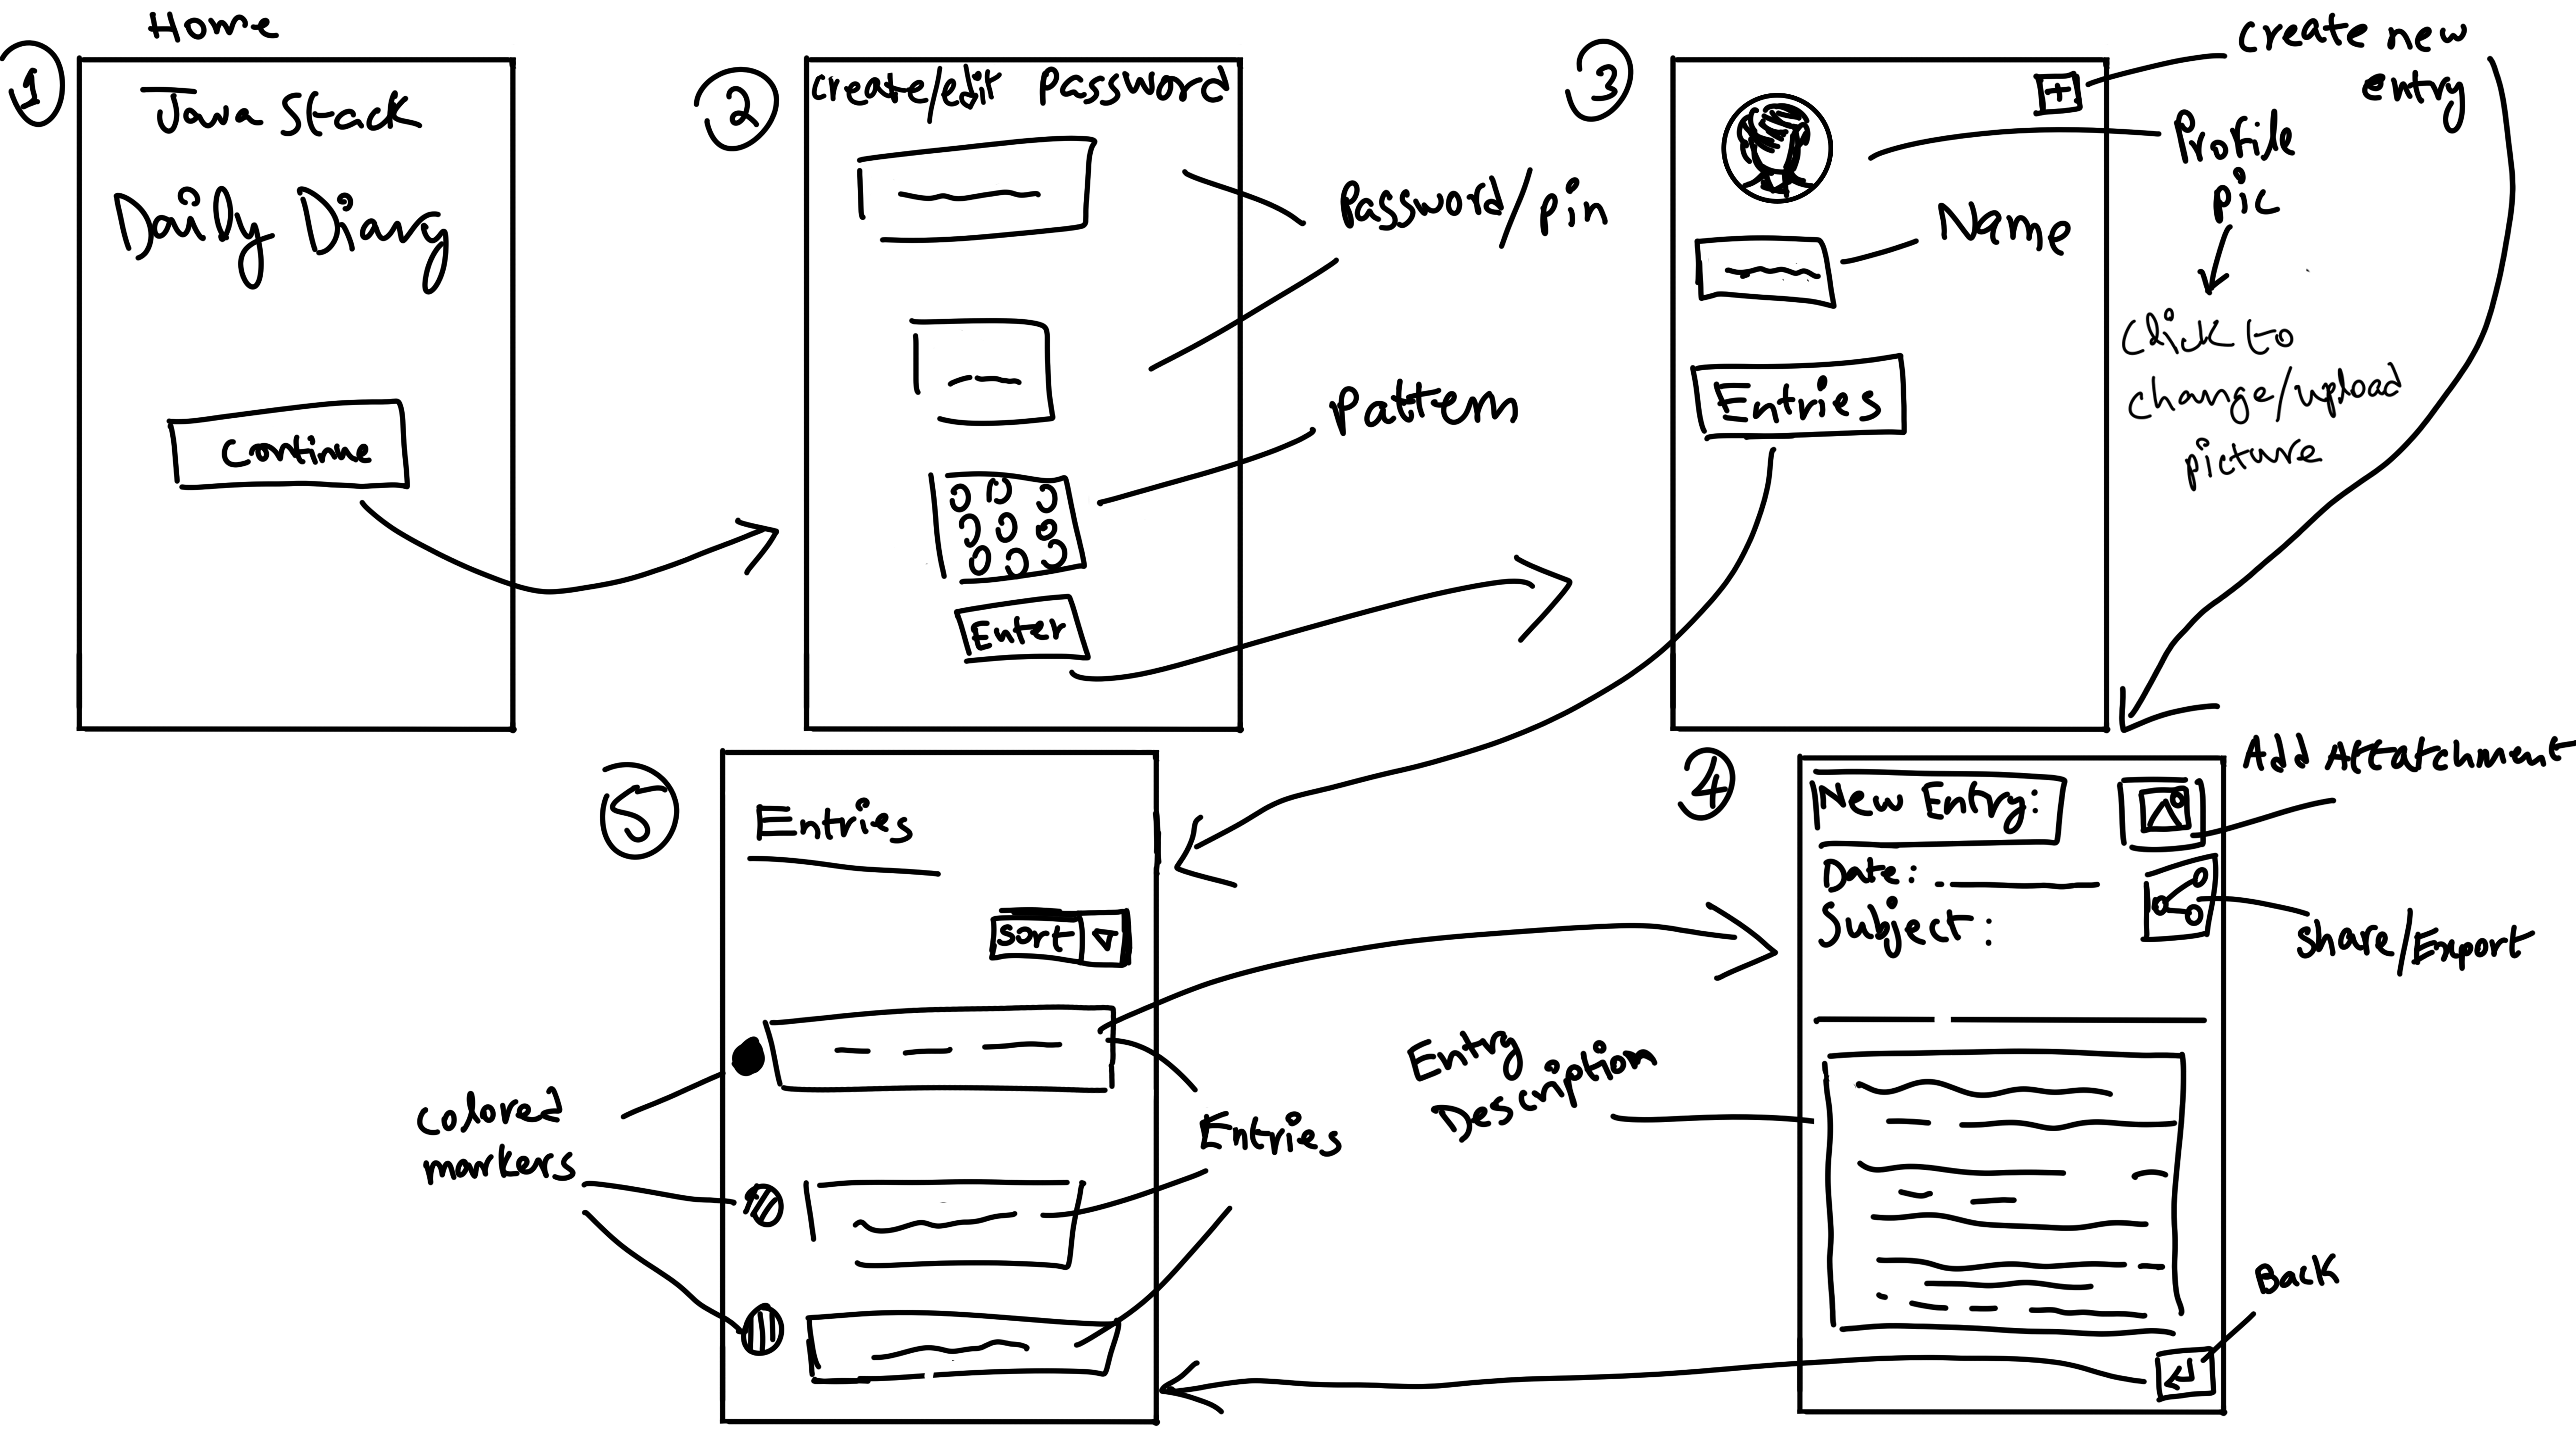 Home
1
Java Stack
Daily Diary
Continue
2
Create/edit Password
Password/pin
Pattern
Enter
3
+
create new
entry
Profile
pic
Name
click to
change/upload
picture
Entries
4
New Entry:
Add Attatchment
Date:
Subject:
share/Export
Entry
Description
Back
5
Entries
sort
colored
markers
Entries